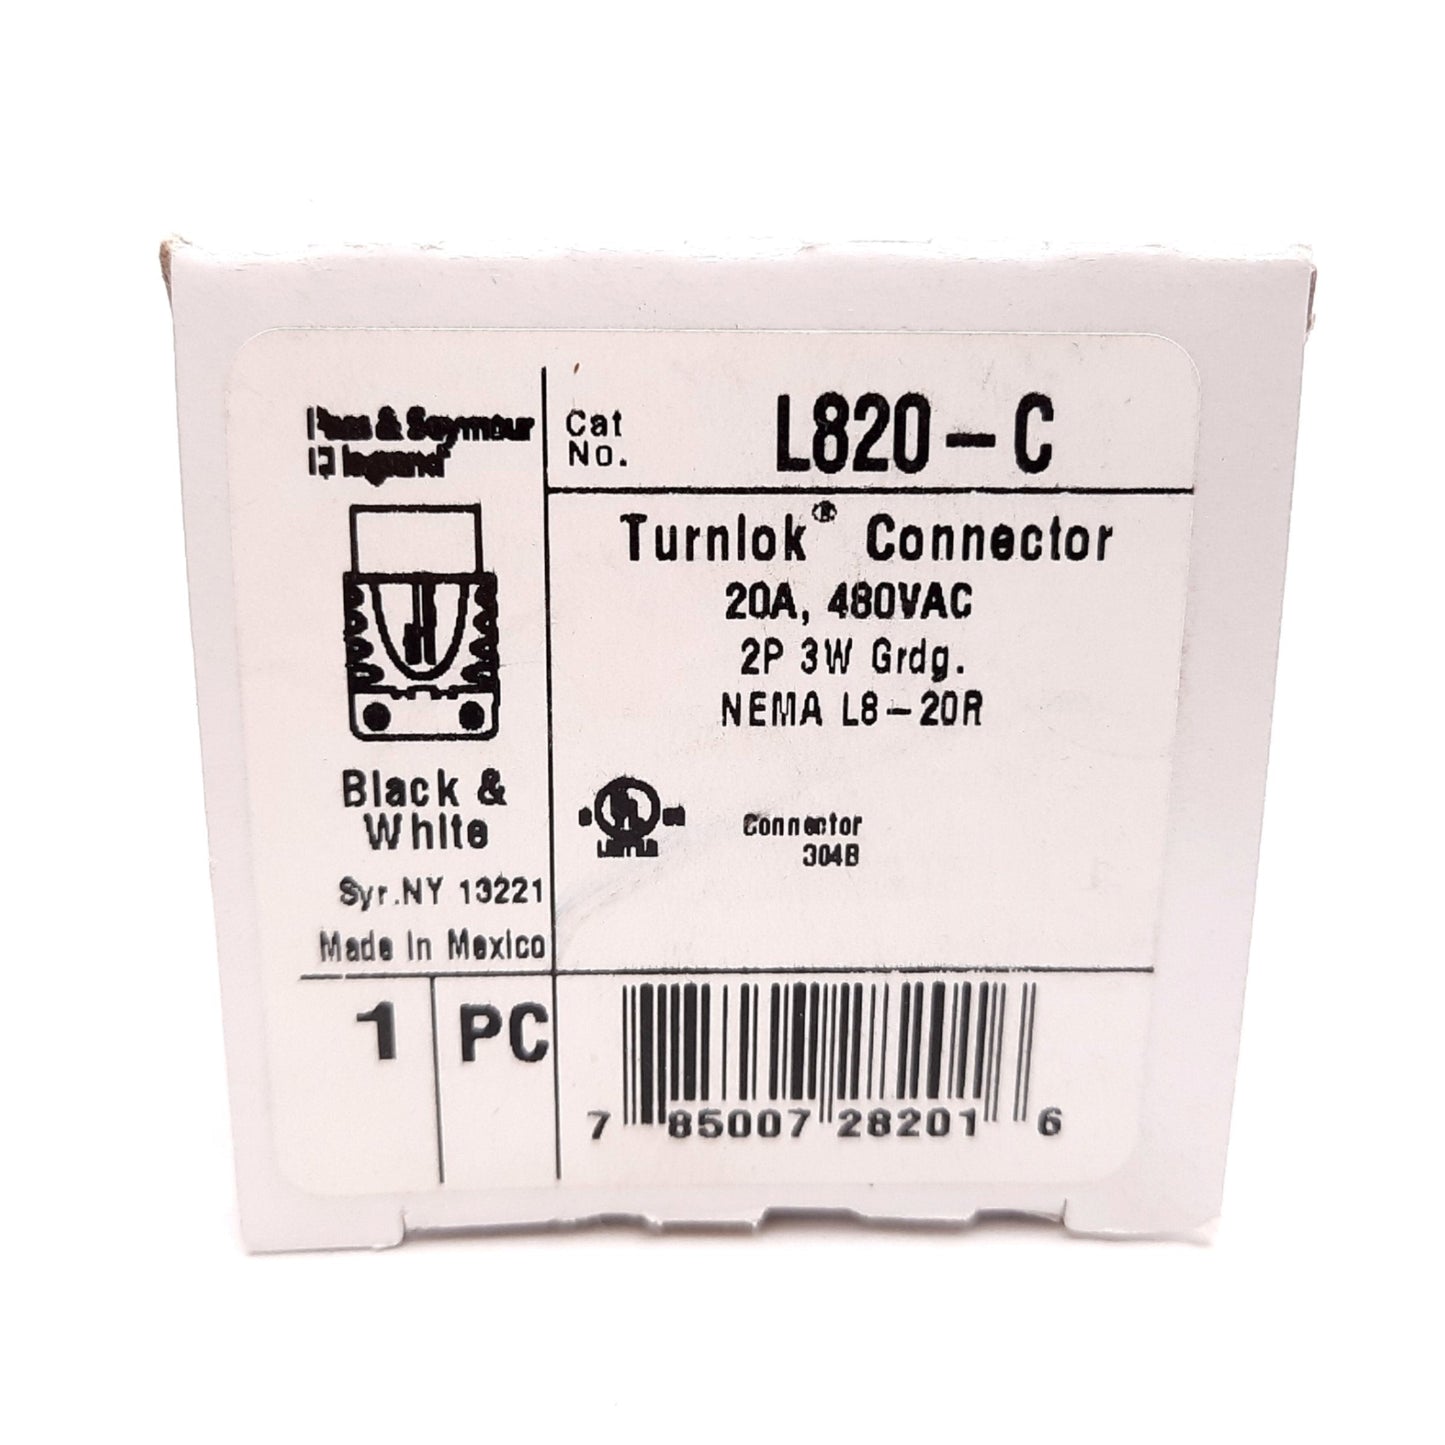 Pass & Seymour
legrand
Cat
No.
L820-C
Turnlok® Connector
20A, 480VAC
2P 3W Grdg.
NEMA L8-20R
Connector
304B
Black &
White
Syr.NY 13221
Made In Mexico
1 PC
7 85007 28201 6